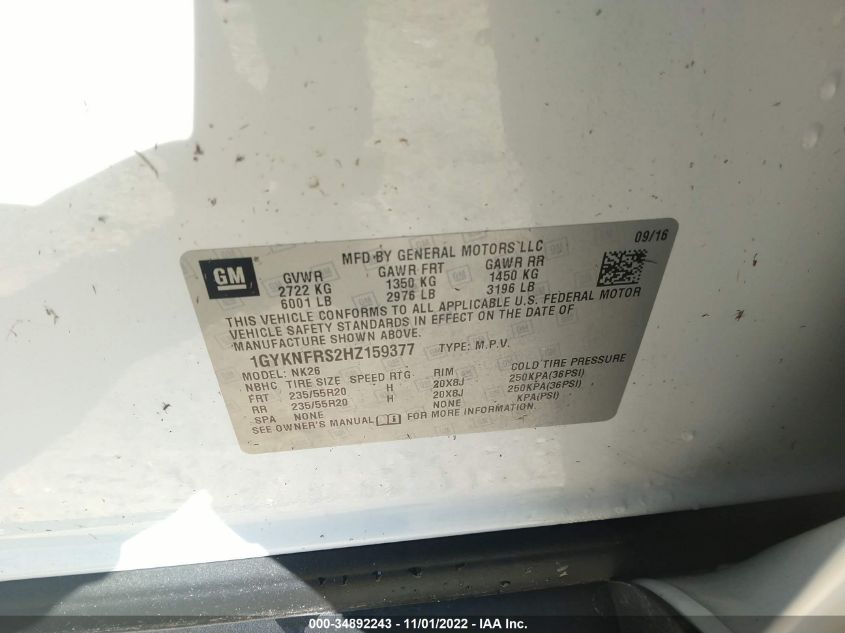 GM
MFD BY GENERAL MOTORS LLC
09/16
GVWR GAWR FRT GAWR RR
2722 KG 1350 KG 1450 KG
6001 LB 2976 LB 3196 LB
THIS VEHICLE CONFORMS TO ALL APPLICABLE U.S. FEDERAL MOTOR
VEHICLE SAFETY STANDARDS IN EFFECT ON THE DATE OF
MANUFACTURE SHOWN ABOVE.
1GYKNFRS2HZ159377 TYPE: M.P.V.
MODEL: NK26
NBHC TIRE SIZE SPEED RTG RIM COLD TIRE PRESSURE
FRT 235/55R20 H 20X8J 250KPA(36PSI)
RR 235/55R20 H 20X8J 250KPA(36PSI)
SPA NONE NONE KPA(PSI)
SEE OWNER'S MANUAL FOR MORE INFORMATION.
000-34892243 - 11/01/2022 - IAA Inc.